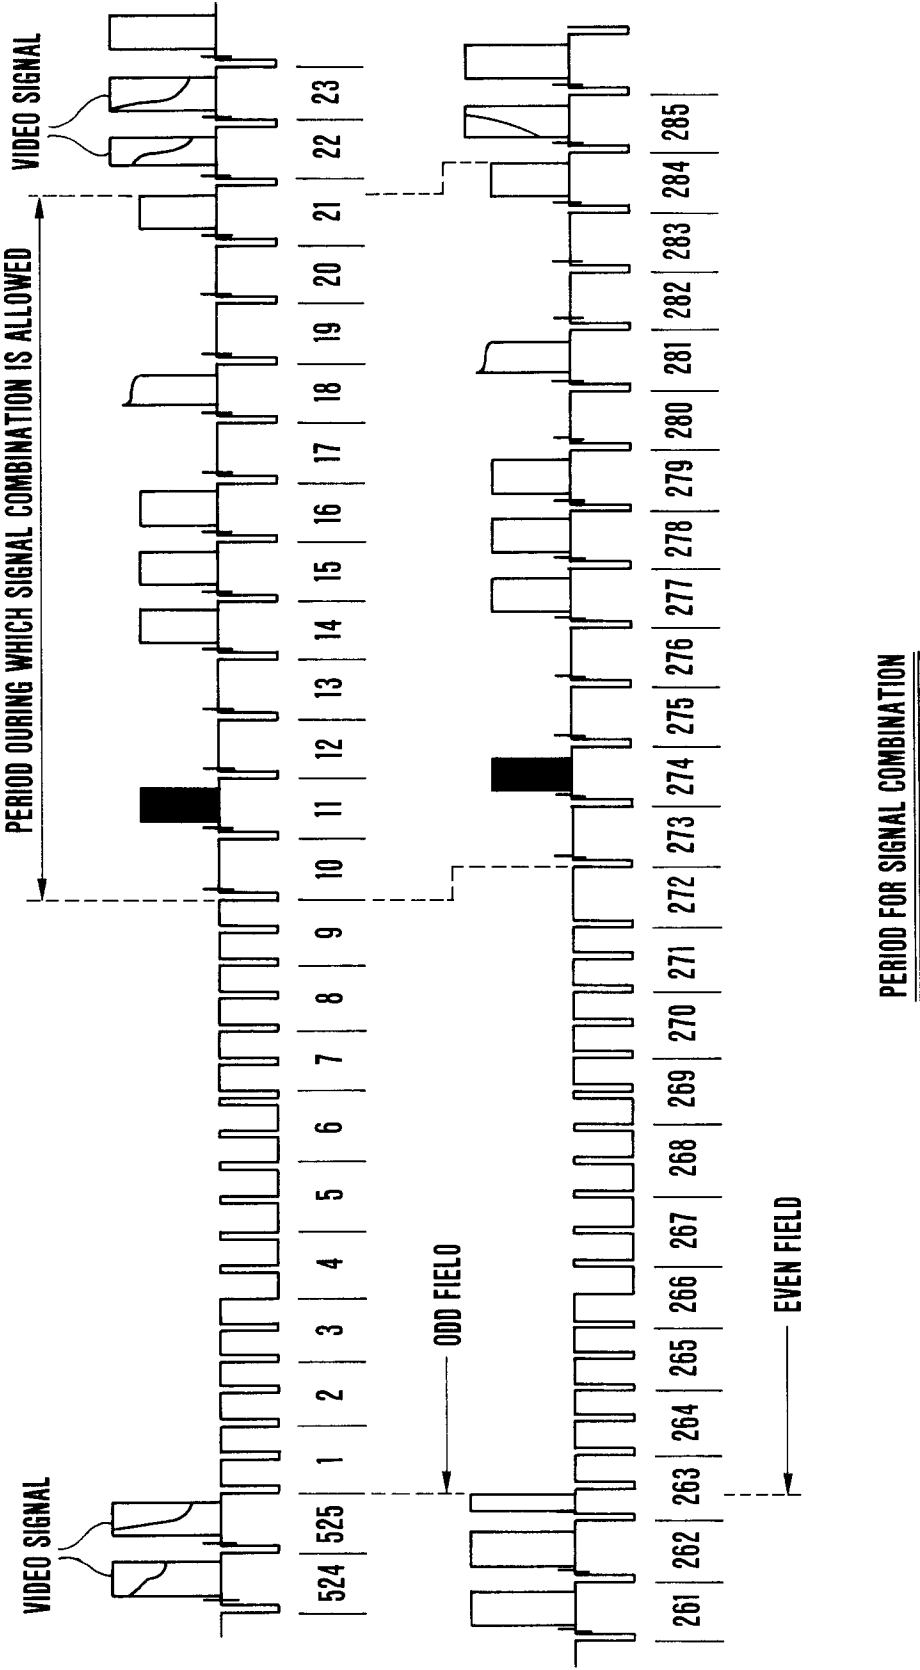 PERIOD DURING WHICH SIGNAL COMBINATION IS ALLOWED
VIDEO SIGNAL
VIDEO SIGNAL
524 525 1 2 3 4 5 6 7 8 9 10 11 12 13 14 15 16 17 18 19 20 21 22 23
ODD FIELD
261 262 263 264 265 266 267 268 269 270 271 272 273 274 275 276 277 278 279 280 281 282 283 284 285
EVEN FIELD
PERIOD FOR SIGNAL COMBINATION